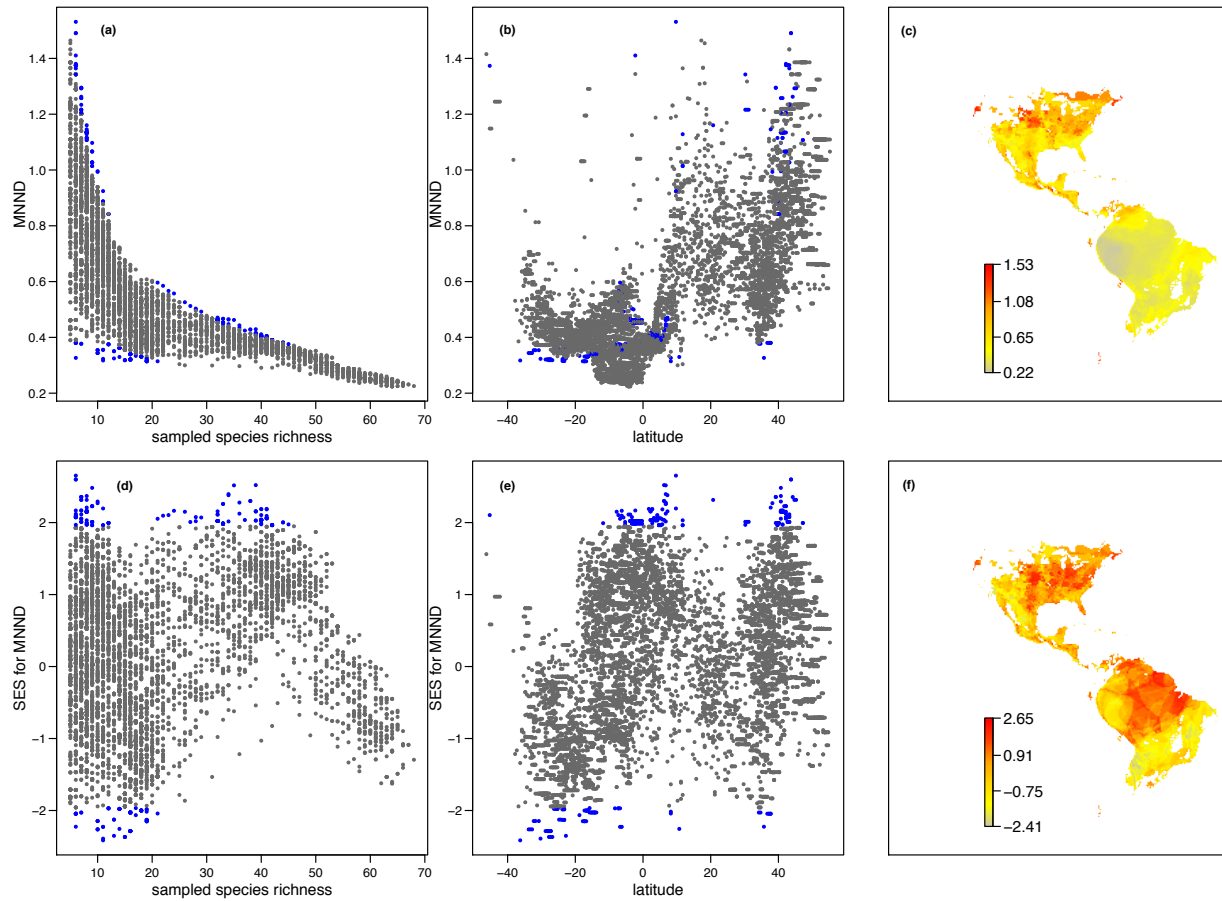 (a)
MNND
1.4
1.2
1.0
0.8
0.6
0.4
0.2
10 20 30 40 50 60 70
sampled species richness
(b)
MNND
1.4
1.2
1.0
0.8
0.6
0.4
0.2
−40 −20 0 20 40
latitude
(c)
1.53
1.08
0.65
0.22
(d)
SES for MNND
2
1
0
−1
−2
10 20 30 40 50 60 70
sampled species richness
(e)
SES for MNND
2
1
0
−1
−2
−40 −20 0 20 40
latitude
(f)
2.65
0.91
−0.75
−2.41